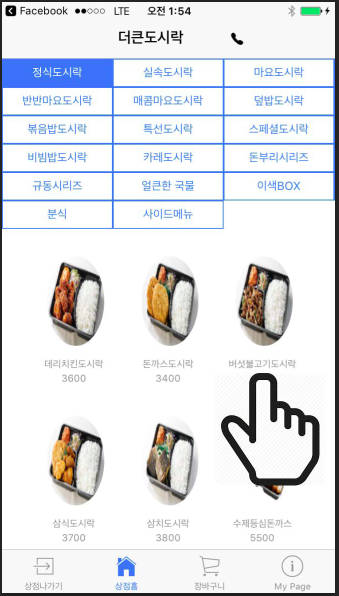 Facebook LTE 오전 1:54
더큰도시락
정식도시락 실속도시락 마요도시락
반반마요도시락 매콤마요도시락 덮밥도시락
볶음밥도시락 특선도시락 스페셜도시락
비빔밥도시락 카레도시락 돈부리시리즈
규동시리즈 얼큰한 국물 이색BOX
분식 사이드메뉴
데리치킨도시락 돈까스도시락 버섯불고기도시락
3600 3400
삼식도시락 삼치도시락 수제등심돈까스
3700 3800 5500
상점나가기 상점홈 장바구니 My Page